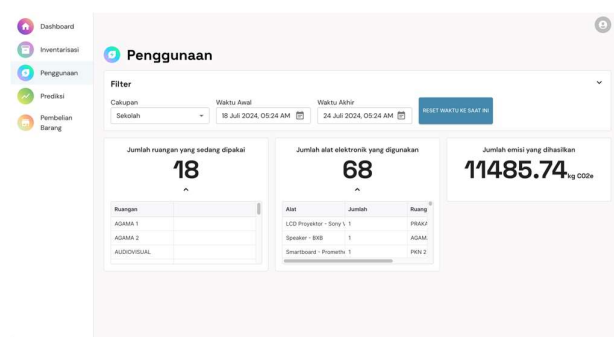 Dashboard
Inventarisasi
Penggunaan
Prediksi
Pembelian
Barang
Penggunaan
Filter
Cakupan
Waktu Awal
Waktu Akhir
Sekolah
18 Juli 2024, 05:24 AM
24 Juli 2024, 05:24 AM
RESET WAKTU KE SAAT INI
Jumlah ruangan yang sedang dipakai
18
Ruangan
AGAMA 1
AGAMA 2
AUDIOVISUAL
Jumlah alat elektronik yang digunakan
68
Alat Jumlah Ruang
LCD Proyektor - Sony 1
Speaker - BXB 1 AGAM
Smartboard - Prometh 1 PKN 2
Jumlah emisi yang dihasilkan
11485.74 kg CO2e